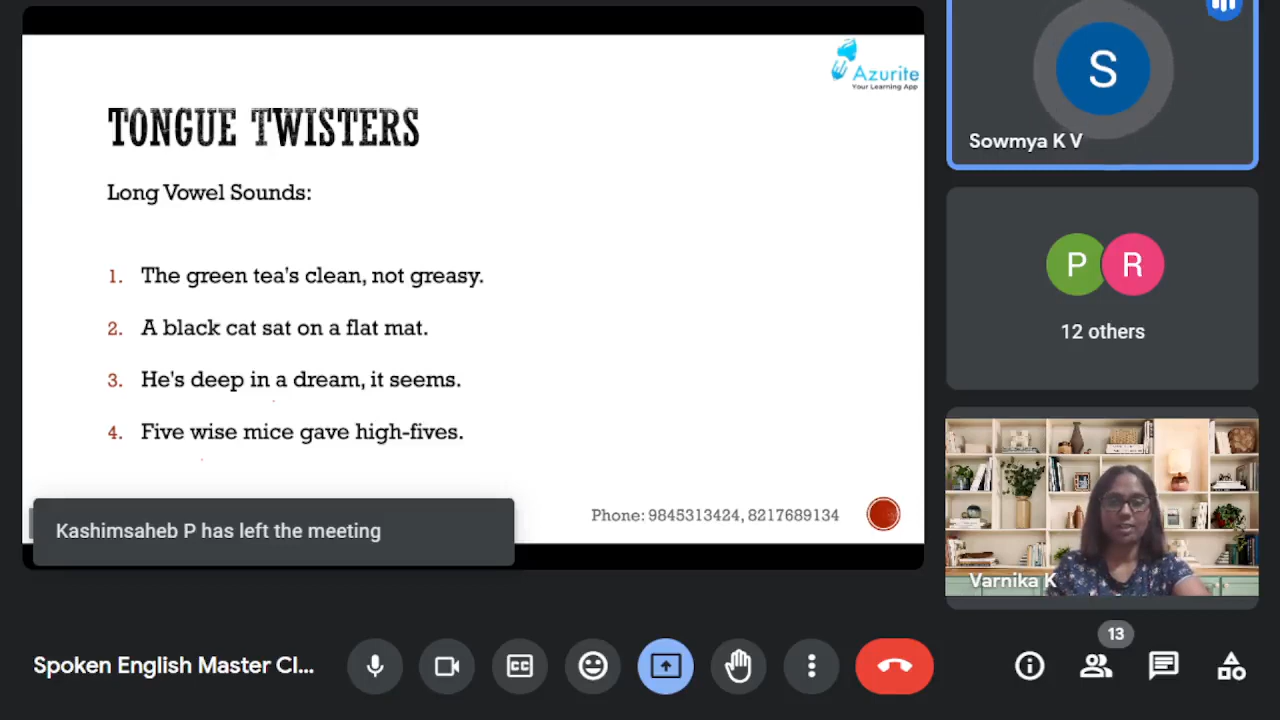 Azurite
Your Learning App
TONGUE TWISTERS
Long Vowel Sounds:
1. The green tea's clean, not greasy.
2. A black cat sat on a flat mat.
3. He's deep in a dream, it seems.
4. Five wise mice gave high-fives.
Phone: 9845313424, 8217689134
Kashimsaheb P has left the meeting
S
Sowmya K V
P R
12 others
Varnika K
Spoken English Master Cl...
CC
13